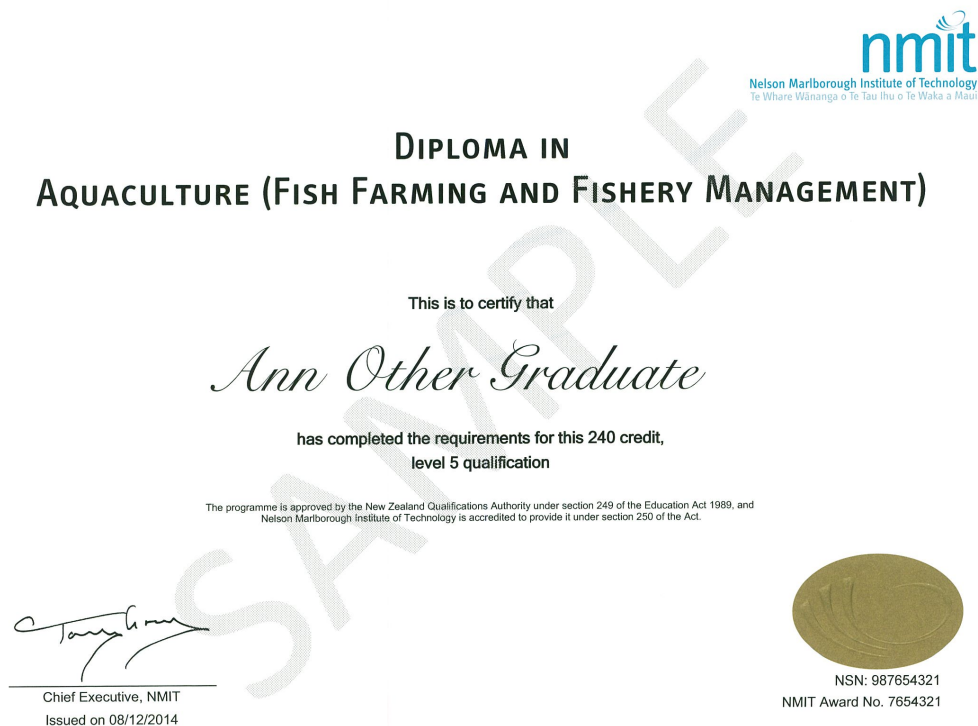 nmit
Nelson Marlborough Institute of Technology
Te Whare Wānanga o Te Tau Ihu o Te Waka a Maui
DIPLOMA IN
AQUACULTURE (FISH FARMING AND FISHERY MANAGEMENT)
This is to certify that
Ann Other Graduate
has completed the requirements for this 240 credit,
level 5 qualification
The programme is approved by the New Zealand Qualifications Authority under section 249 of the Education Act 1989, and
Nelson Marlborough Institute of Technology is accredited to provide it under section 250 of the Act.
SAMPLE
Chief Executive, NMIT
Issued on 08/12/2014
NSN: 987654321
NMIT Award No. 7654321